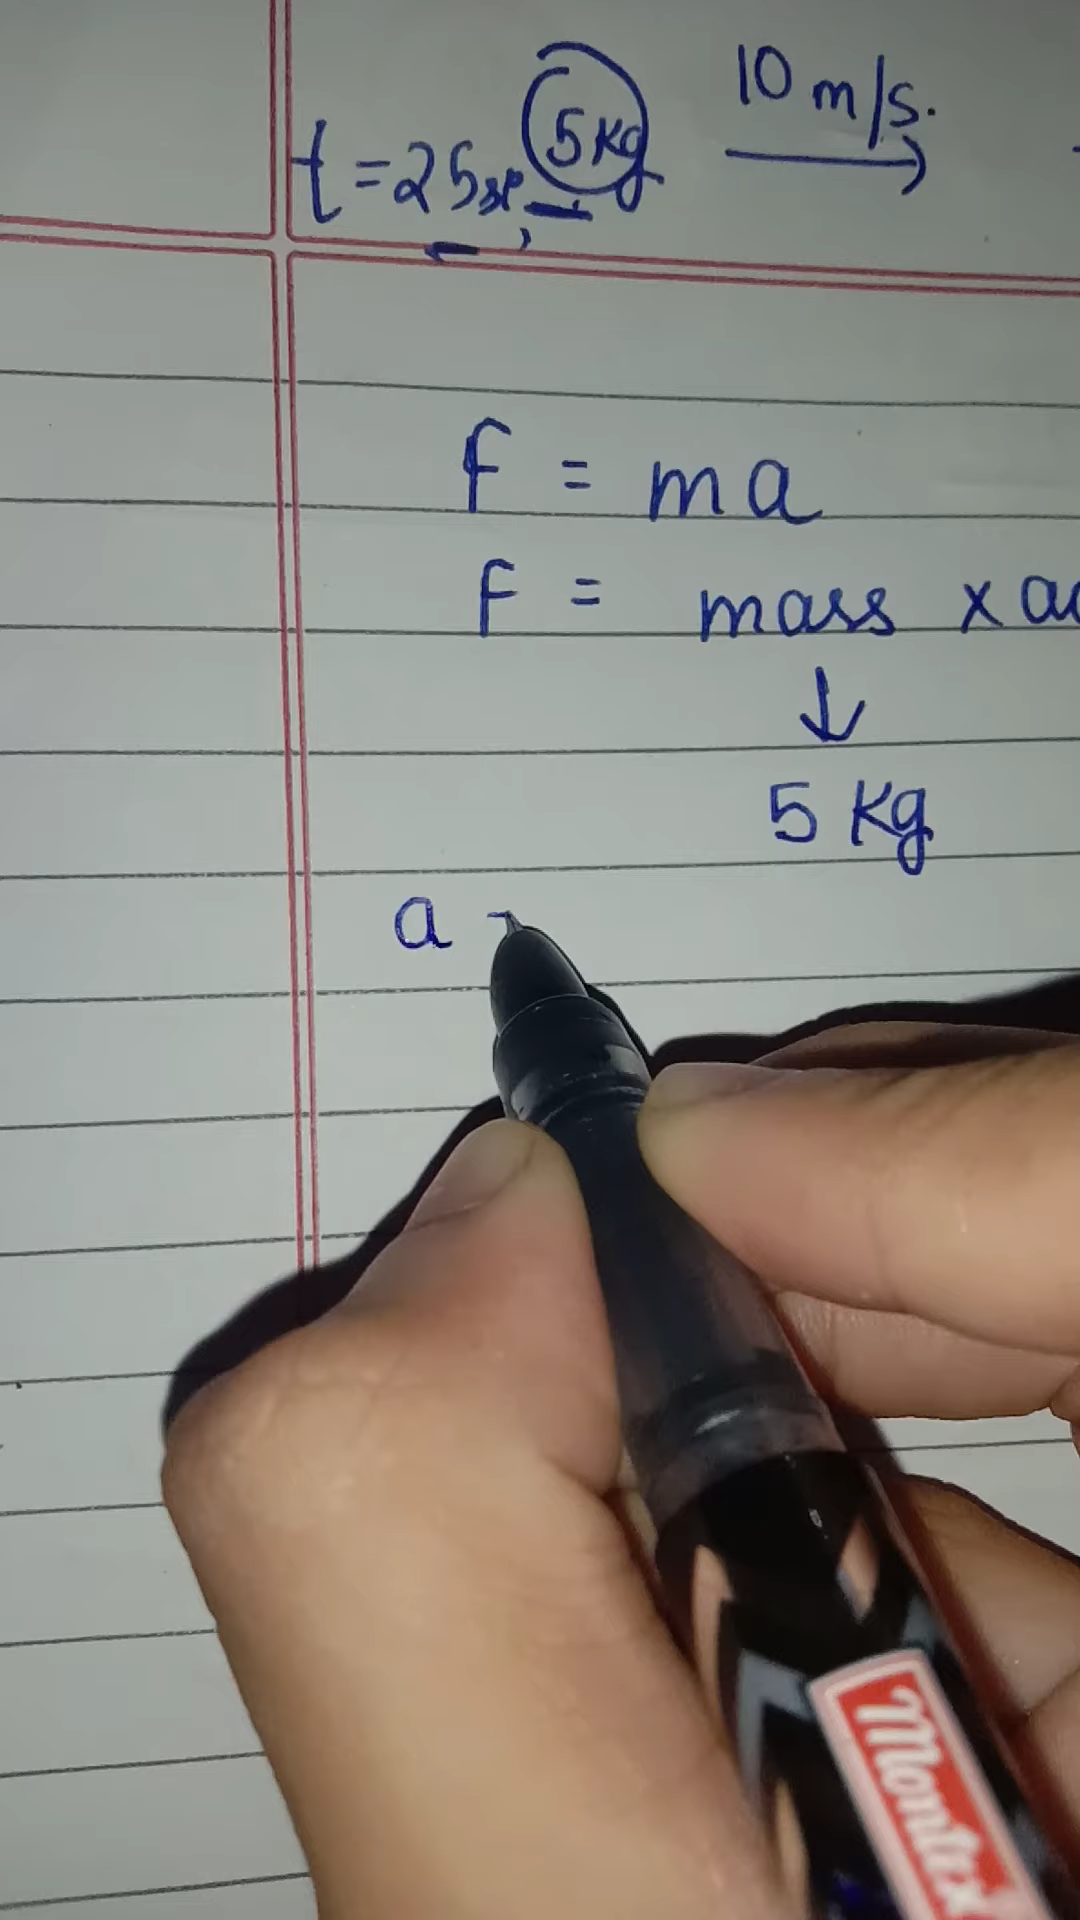 10 m/s.
t = 25 5 Kg
F = ma
F = mass x
↓
5 Kg
a
Montex